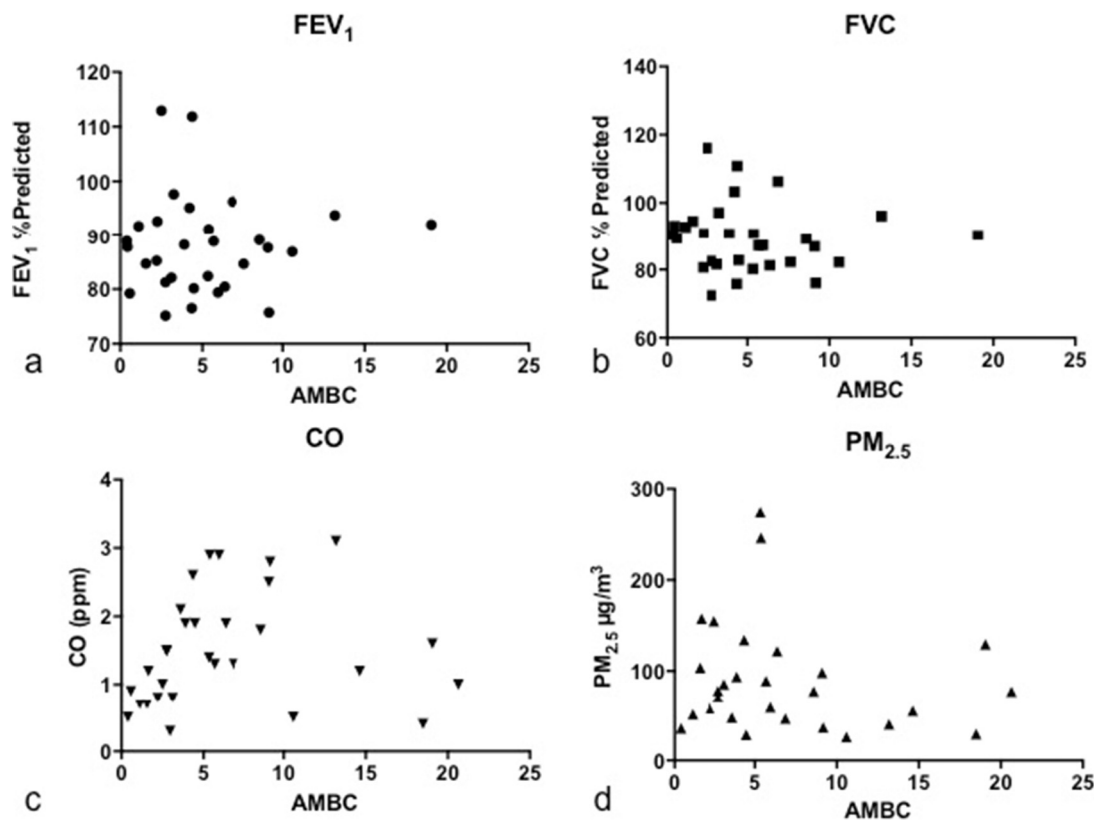 FEV₁
120
110
100
90
80
70
FEV₁ %Predicted
0 5 10 15 20 25
AMBC
a
FVC
140
120
100
80
60
FVC % Predicted
0 5 10 15 20 25
AMBC
b
CO
4
3
2
1
0
CO (ppm)
0 5 10 15 20 25
AMBC
c
PM₂.₅
300
200
100
0
PM₂.₅ µg/m³
0 5 10 15 20 25
AMBC
d